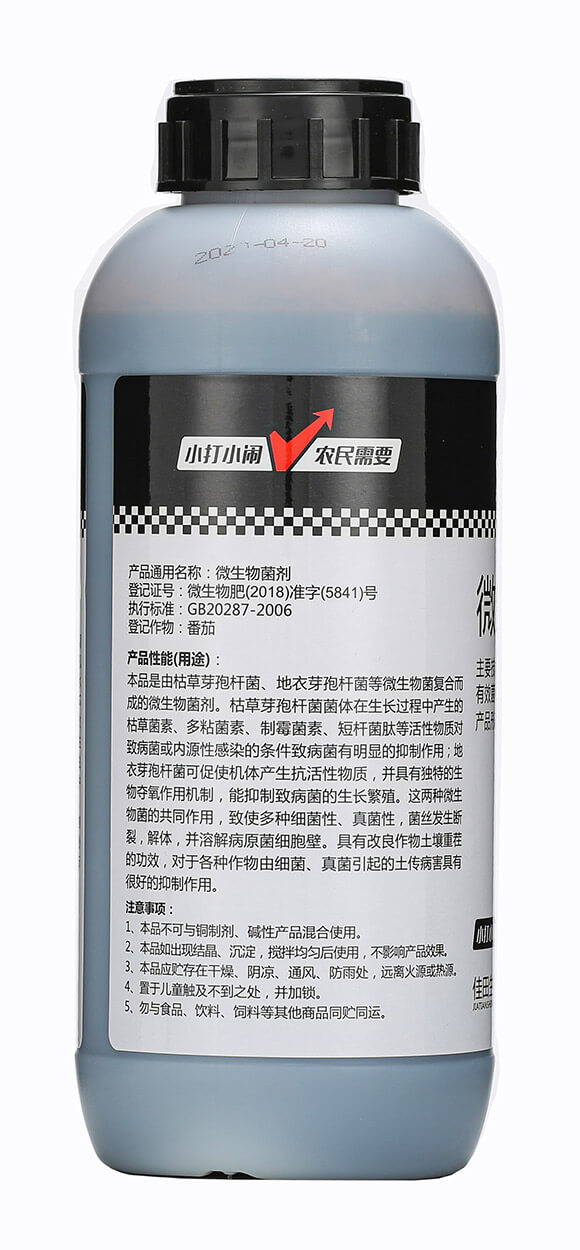 -04-20
小打小闹 农民需要
产品通用名称：微生物菌剂
登记证号：微生物肥(2018)准字(5841)号
执行标准：GB20287-2006
登记作物：番茄
产品性能(用途)：
本品是由枯草芽孢杆菌、地衣芽孢杆菌等微生物菌复合而
成的微生物菌剂。枯草芽孢杆菌菌体在生长过程中产生的
枯草菌素、多粘菌素、制霉菌素、短杆菌肽等活性物质对
致病菌或内源性感染的条件致病菌有明显的抑制作用；地
衣芽孢杆菌可促使机体产生抗活性物质，并具有独特的生
物夺氧作用机制，能抑制致病菌的生长繁殖。这两种微生
物菌的共同作用，致使多种细菌性、真菌性，菌丝发生断
裂，解体，并溶解病原菌细胞壁。具有改良作物土壤重茬
的功效，对于各种作物由细菌、真菌引起的土传病害具有
很好的抑制作用。
注意事项：
1、本品不可与铜制剂、碱性产品混合使用。
2、本品如出现结晶、沉淀，搅拌均匀后使用，不影响产品效果。
3、本品应贮存在干燥、阴凉、通风、防雨处，远离火源或热源。
4、置于儿童触及不到之处，并加锁。
5、勿与食品、饮料、饲料等其他商品同贮同运。
微
主要技
有效菌
产品形
小打小
佳田生
JIATIANSHE